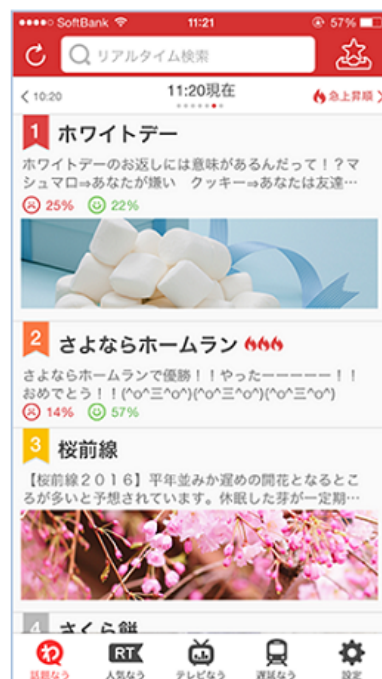 ●●●●○ SoftBank 11:21 57%
リアルタイム検索
10:20
11:20現在
急上昇順
1 ホワイトデー
ホワイトデーのお返しには意味があるんだって！？マ
シュマロ⇒あなたが嫌い クッキー⇒あなたは友達…
25% 22%
2 さよならホームラン
さよならホームランで優勝！！やったーーーーー！！
おめでとう！！(^o^三^o^)(^o^三^o^)(^o^三^o^)
14% 57%
3 桜前線
【桜前線２０１６】平年並みか遅めの開花となるとこ
ろが多いと予想されています。休眠した芽が一定期…
4 さくら餅
わ RT
話題なう 人気なう テレビなう 遅延なう 設定